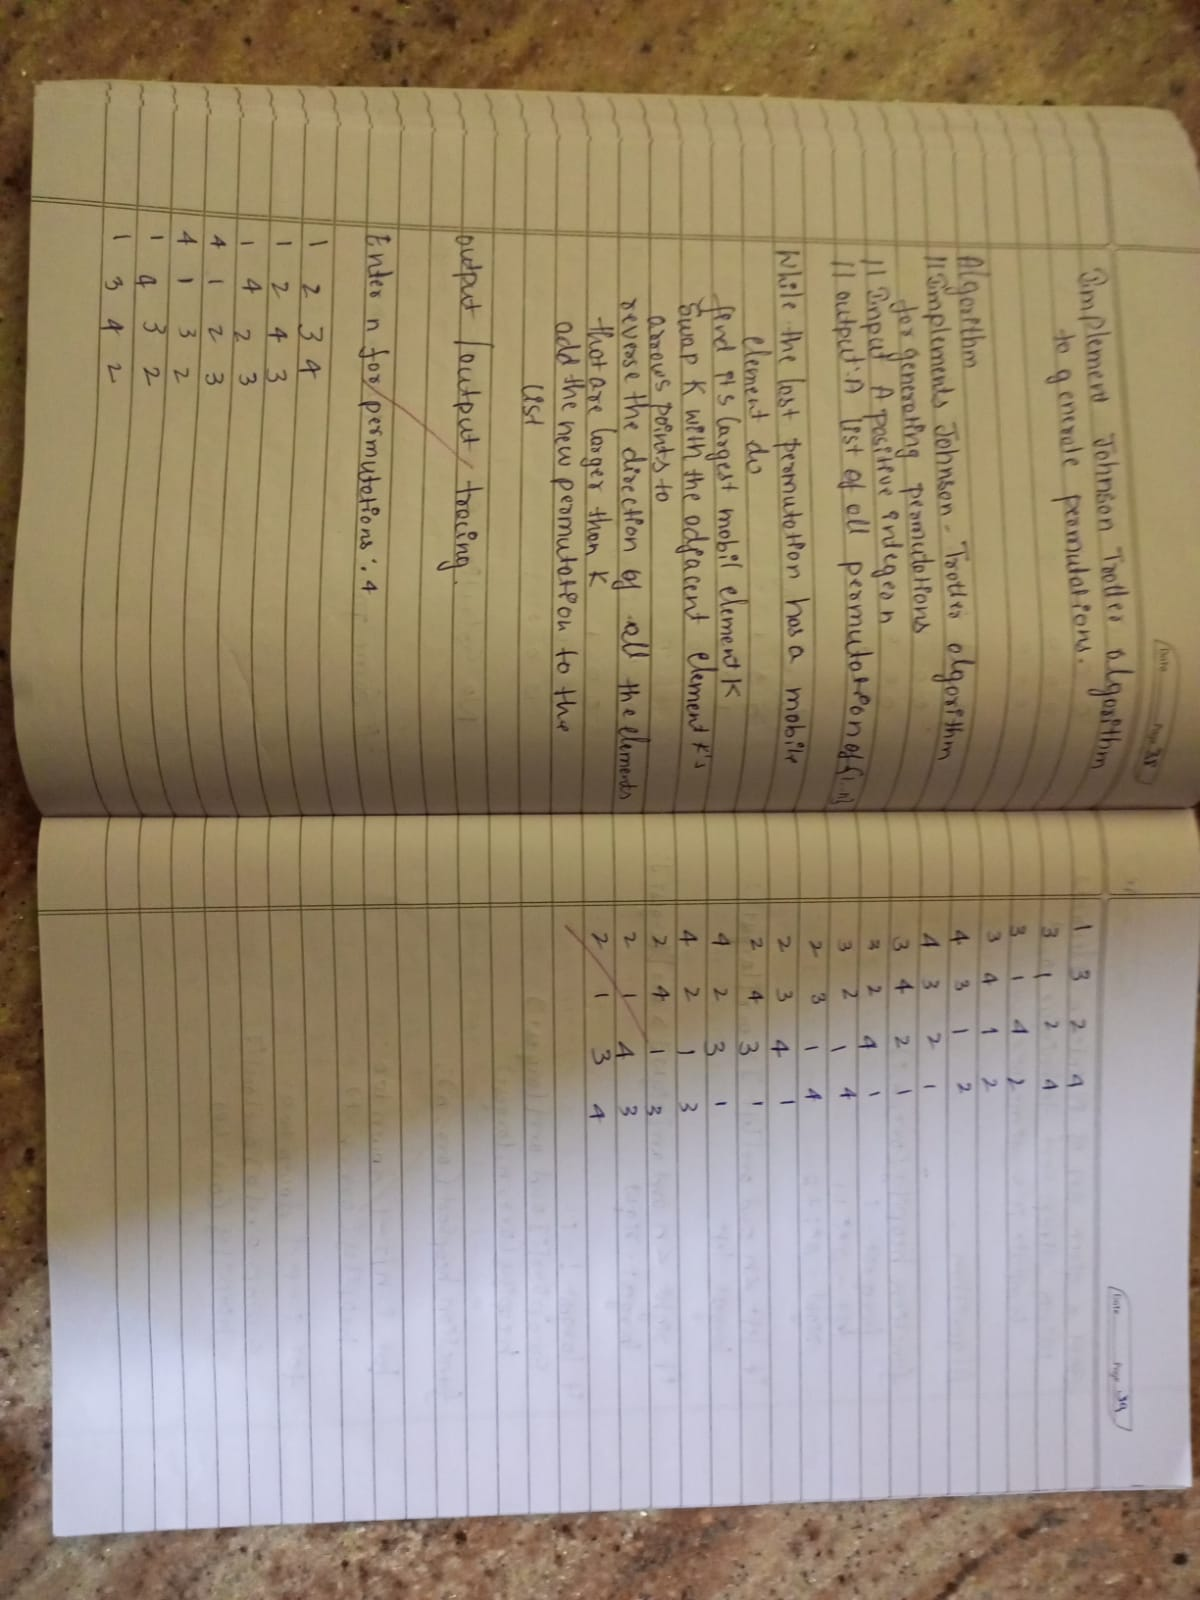 Date
Page 38
Implement Johnson Trotter algorithm
to generate permutations.
Algorithm
// Implements Johnson-Trotter algorithm
for generating permutations
// Input A positive integer n
// output: A list of all permutation of {1..n}
While the last permutation has a mobile
element do
find its largest mobil element K
Swap K with the adjacent element K's
arrows points to
reverse the direction of all the elements
that are larger than K
add the new permutation to the
list
output / output tracing.
Enter n for permutations: 4
1 2 3 4
1 2 4 3
1 4 2 3
4 1 2 3
4 1 3 2
1 4 3 2
1 3 4 2
Date
Page 39
1 3 2 4
3 1 2 4
3 1 4 2
3 4 1 2
4 3 1 2
4 3 2 1
3 4 2 1
3 2 4 1
3 2 1 4
2 3 1 4
2 3 4 1
2 4 3 1
4 2 3 1
4 2 1 3
2 4 1 3
2 1 4 3
2 1 3 4